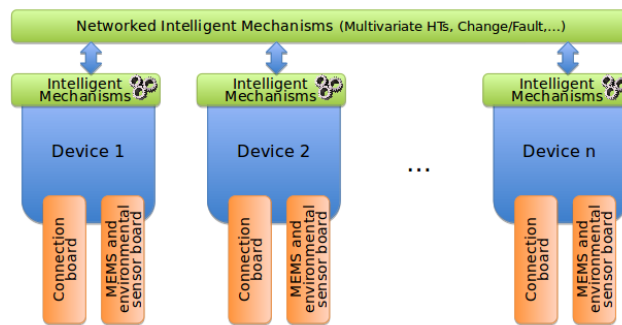 Networked Intelligent Mechanisms (Multivariate HTs, Change/Fault,...)
Intelligent
Mechanisms
Intelligent
Mechanisms
Intelligent
Mechanisms
Device 1
Device 2
...
Device n
Connection
board
MEMS and
environmental
sensor board
Connection
board
MEMS and
environmental
sensor board
Connection
board
MEMS and
environmental
sensor board